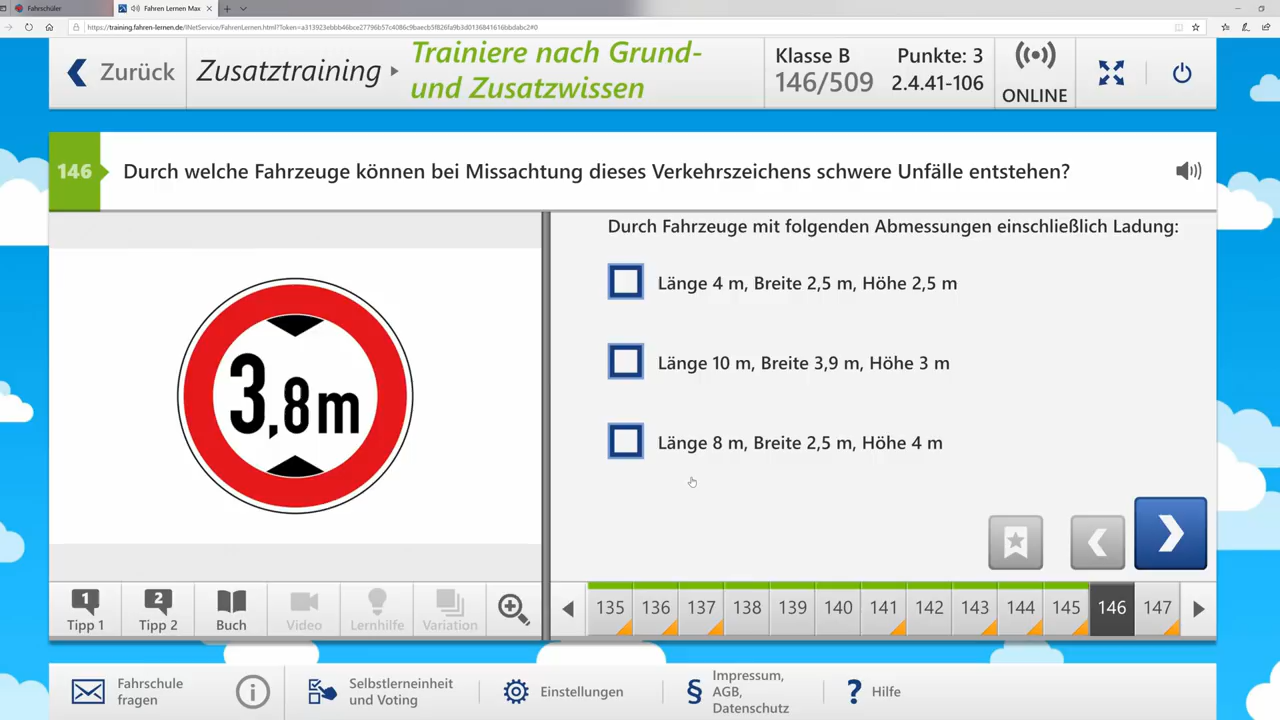 Fahrschüler
Fahren Lernen Max
https://training.fahren-lernen.de/INetService/FahrenLernen.html?Token=
Zurück
Zusatztraining
Trainiere nach Grund-
und Zusatzwissen
Klasse B
146/509
Punkte: 3
2.4.41-106
ONLINE
146
Durch welche Fahrzeuge können bei Missachtung dieses Verkehrszeichens schwere Unfälle entstehen?
3,8m
Durch Fahrzeuge mit folgenden Abmessungen einschließlich Ladung:
Länge 4 m, Breite 2,5 m, Höhe 2,5 m
Länge 10 m, Breite 3,9 m, Höhe 3 m
Länge 8 m, Breite 2,5 m, Höhe 4 m
1
Tipp 1
2
Tipp 2
Buch
Video
Lernhilfe
Variation
135 136 137 138 139 140 141 142 143 144 145 146 147
Fahrschule
fragen
Selbstlerneinheit
und Voting
Einstellungen
§
Impressum,
AGB,
Datenschutz
?
Hilfe